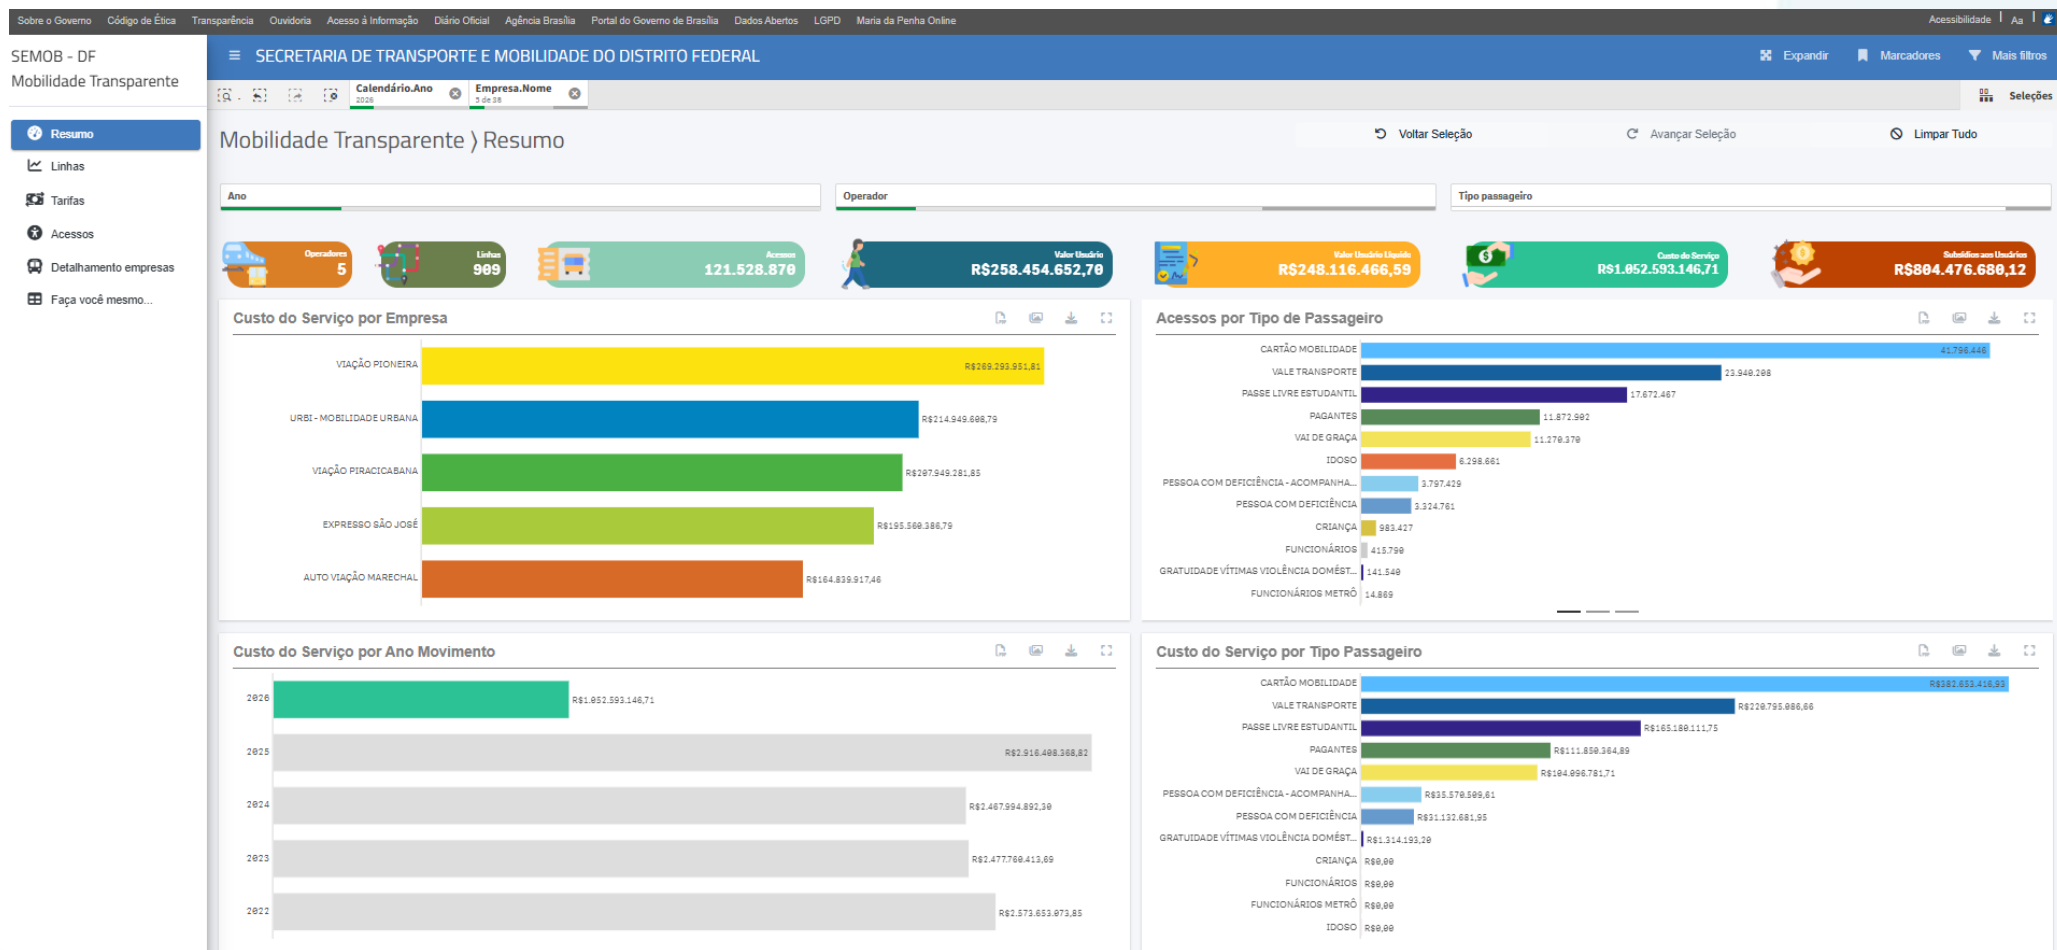 Sobre o Governo Código de Ética Transparência Ouvidoria Acesso à Informação Diário Oficial Agência Brasília Portal do Governo de Brasília Dados Abertos LGPD Maria da Penha Online Acessibilidade | Aa |
SEMOB - DF
Mobilidade Transparente
SECRETARIA DE TRANSPORTE E MOBILIDADE DO DISTRITO FEDERAL Expandir Marcadores Mais filtros
Calendário.Ano
2026
Empresa.Nome
5 de 26
Seleções
Resumo
Linhas
Tarifas
Acessos
Detalhamento empresas
Faça você mesmo...
Mobilidade Transparente ⟩ Resumo
Voltar Seleção Avançar Seleção Limpar Tudo
Ano
Operador
Tipo passageiro
Operadores
5
Linhas
909
Acessos
121.528.870
Valor Usuário
R$258.454.652,70
Valor Usuário Líquido
R$248.116.466,59
Custo do Serviço
R$1.052.593.146,71
Subsídios aos Usuários
R$804.476.680,12
Custo do Serviço por Empresa
VIAÇÃO PIONEIRA R$269.293.951,81
URBI - MOBILIDADE URBANA R$214.949.608,79
VIAÇÃO PIRACICABANA R$207.949.281,85
EXPRESSO SÃO JOSÉ R$195.560.386,79
AUTO VIAÇÃO MARECHAL R$164.839.917,46
Acessos por Tipo de Passageiro
CARTÃO MOBILIDADE 41.796.446
VALE TRANSPORTE 23.940.208
PASSE LIVRE ESTUDANTIL 17.672.467
PAGANTES 11.872.902
VAI DE GRAÇA 11.270.370
IDOSO 6.298.661
PESSOA COM DEFICIÊNCIA - ACOMPANHA... 3.797.429
PESSOA COM DEFICIÊNCIA 3.324.761
CRIANÇA 983.427
FUNCIONÁRIOS 415.790
GRATUIDADE VÍTIMAS VIOLÊNCIA DOMÉST... 141.540
FUNCIONÁRIOS METRÔ 14.869
Custo do Serviço por Ano Movimento
2026 R$1.052.593.146,71
2025 R$2.916.408.368,82
2024 R$2.467.994.892,30
2023 R$2.477.760.413,69
2022 R$2.573.653.073,85
Custo do Serviço por Tipo Passageiro
CARTÃO MOBILIDADE R$382.653.416,93
VALE TRANSPORTE R$220.795.086,66
PASSE LIVRE ESTUDANTIL R$165.180.111,75
PAGANTES R$111.850.364,89
VAI DE GRAÇA R$104.096.781,71
PESSOA COM DEFICIÊNCIA - ACOMPANHA... R$35.570.509,61
PESSOA COM DEFICIÊNCIA R$31.132.681,95
GRATUIDADE VÍTIMAS VIOLÊNCIA DOMÉST... R$1.314.193,20
CRIANÇA R$0,00
FUNCIONÁRIOS R$0,00
FUNCIONÁRIOS METRÔ R$0,00
IDOSO R$0,00